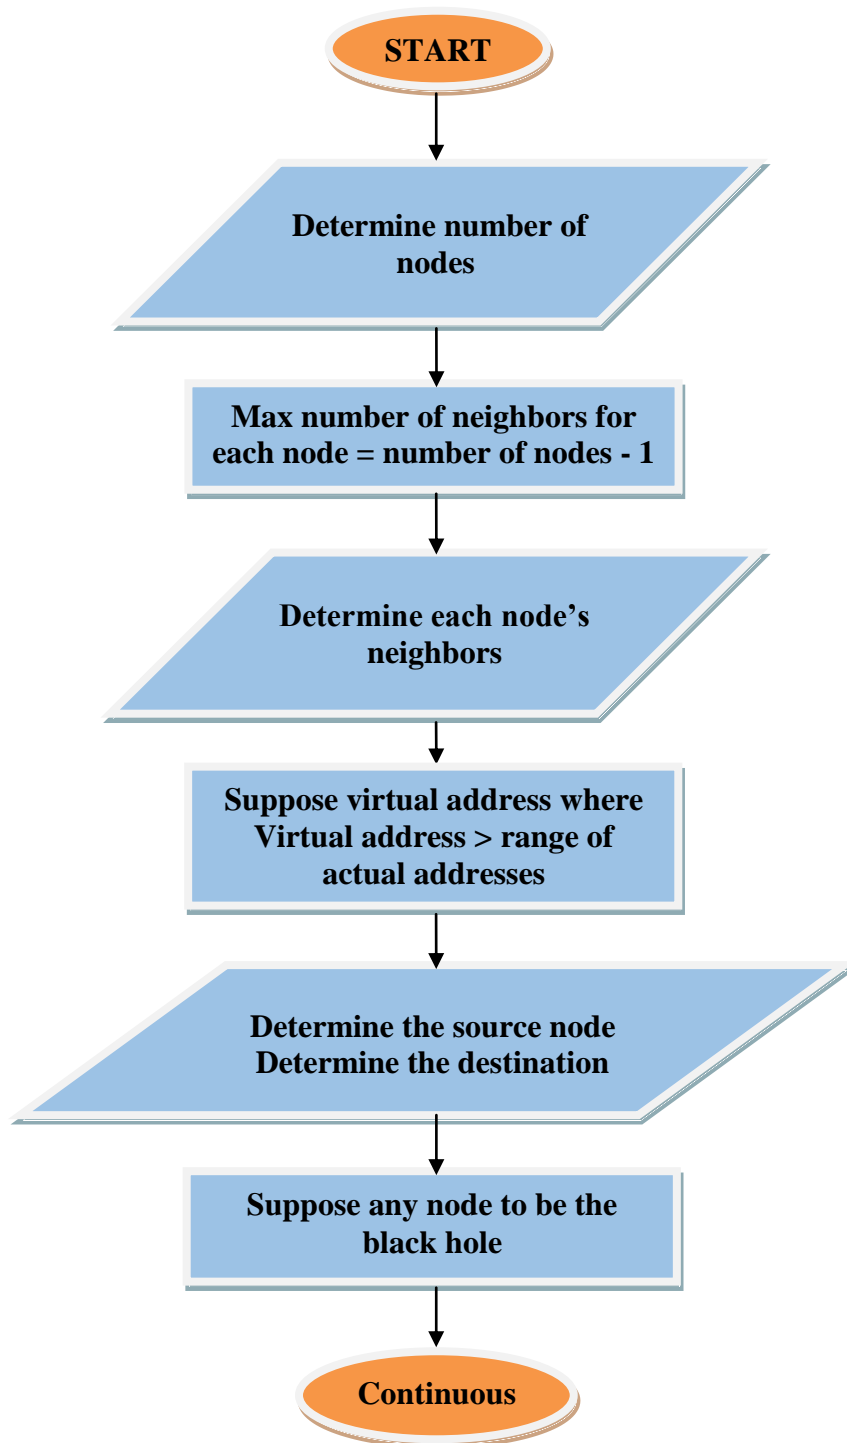 START
Determine number of
nodes
Max number of neighbors for
each node = number of nodes - 1
Determine each node’s
neighbors
Suppose virtual address where
Virtual address > range of
actual addresses
Determine the source node
Determine the destination
Suppose any node to be the
black hole
Continuous